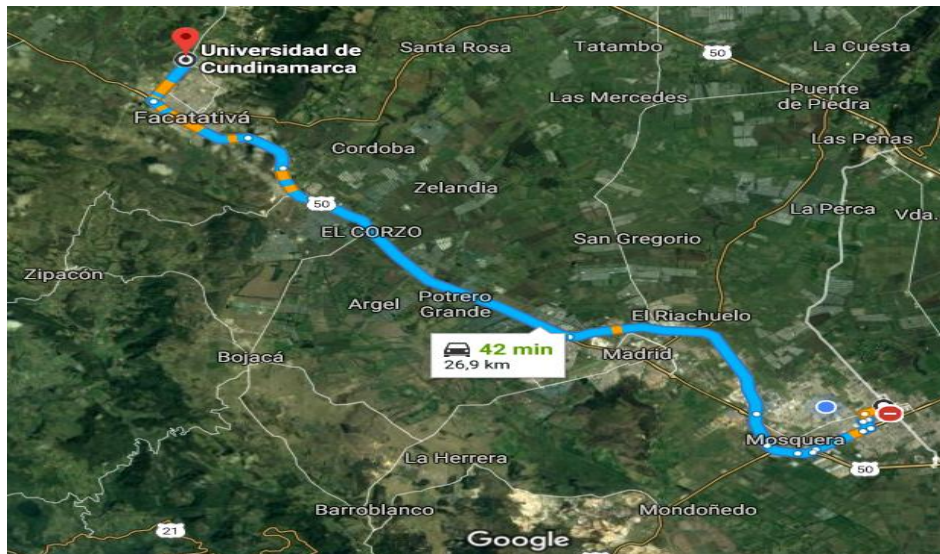 Universidad de
Cundinamarca
Santa Rosa
Tatambo
50
La Cuesta
Las Mercedes
Puente
de Piedra
Facatativá
Cordoba
Las Peñas
Zelandia
50
La Perca
Vda.
EL CORZO
San Gregorio
Zipacón
Argel
Potrero
Grande
El Riachuelo
42 min
26,9 km
Madrid
Bojacá
Mosquera
La Herrera
50
Barroblanco
Mondoñedo
21
Google